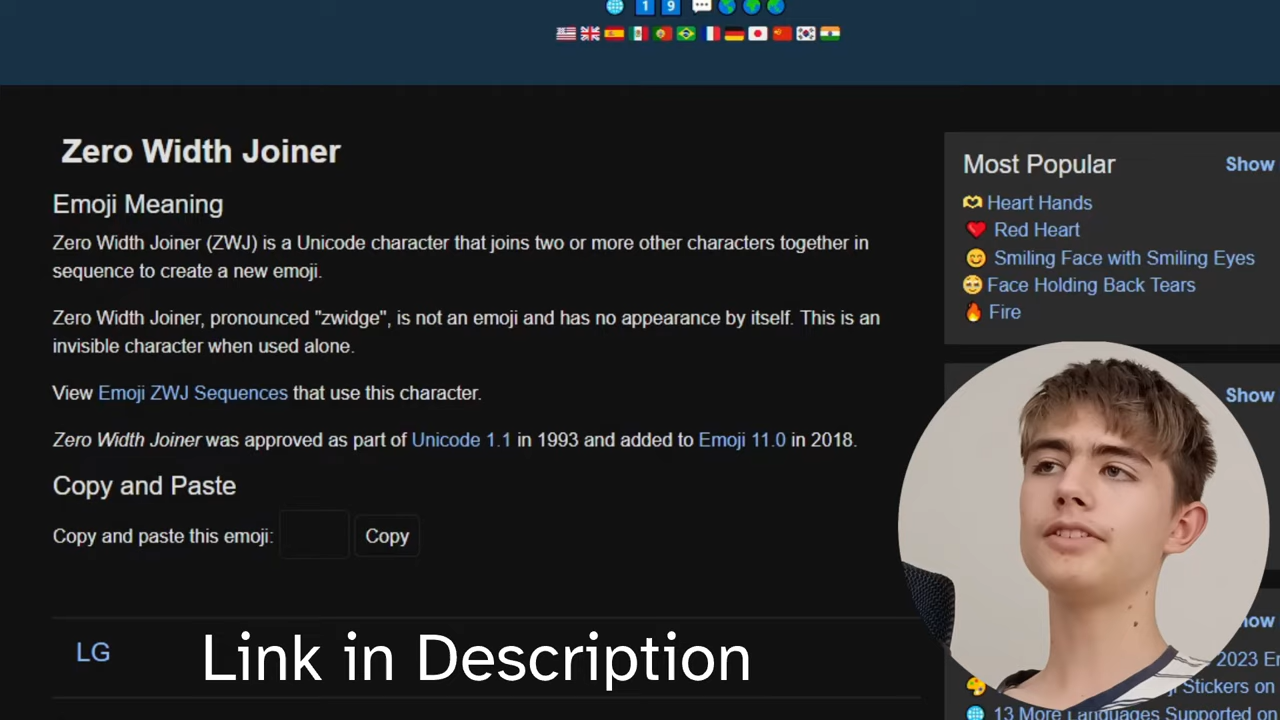 Zero Width Joiner
Emoji Meaning
Zero Width Joiner (ZWJ) is a Unicode character that joins two or more other characters together in
sequence to create a new emoji.
Zero Width Joiner, pronounced "zwidge", is not an emoji and has no appearance by itself. This is an
invisible character when used alone.
View Emoji ZWJ Sequences that use this character.
Zero Width Joiner was approved as part of Unicode 1.1 in 1993 and added to Emoji 11.0 in 2018.
Copy and Paste
Copy and paste this emoji: Copy
LG
Link in Description
Most Popular Show
Heart Hands
Red Heart
Smiling Face with Smiling Eyes
Face Holding Back Tears
Fire
Show
2023
Stickers on
13 More Languages Supported on